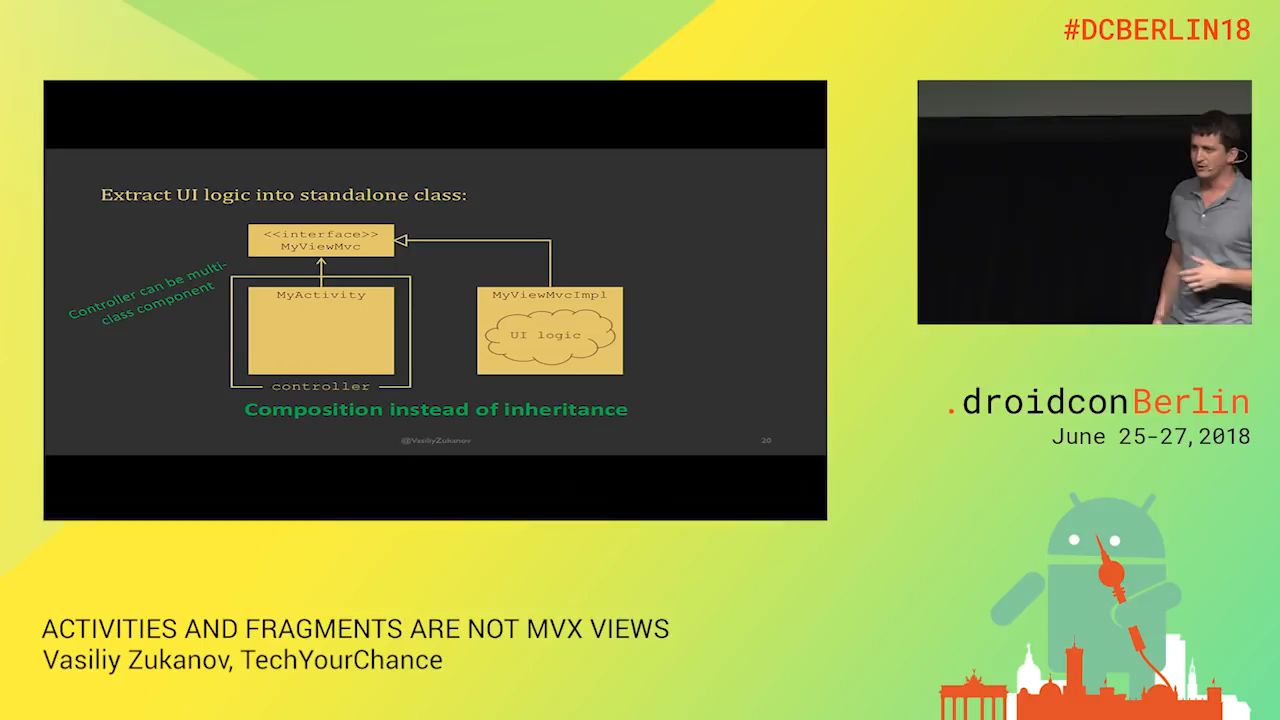 #DCBERLIN18
Extract UI logic into standalone class:
<<interface>>
MyViewMvc
Controller can be multi-
class component
MyActivity
MyViewMvcImpl
UI logic
controller
Composition instead of inheritance
@VasiliyZukanov
20
.droidconBerlin
June 25-27, 2018
ACTIVITIES AND FRAGMENTS ARE NOT MVX VIEWS
Vasiliy Zukanov, TechYourChance